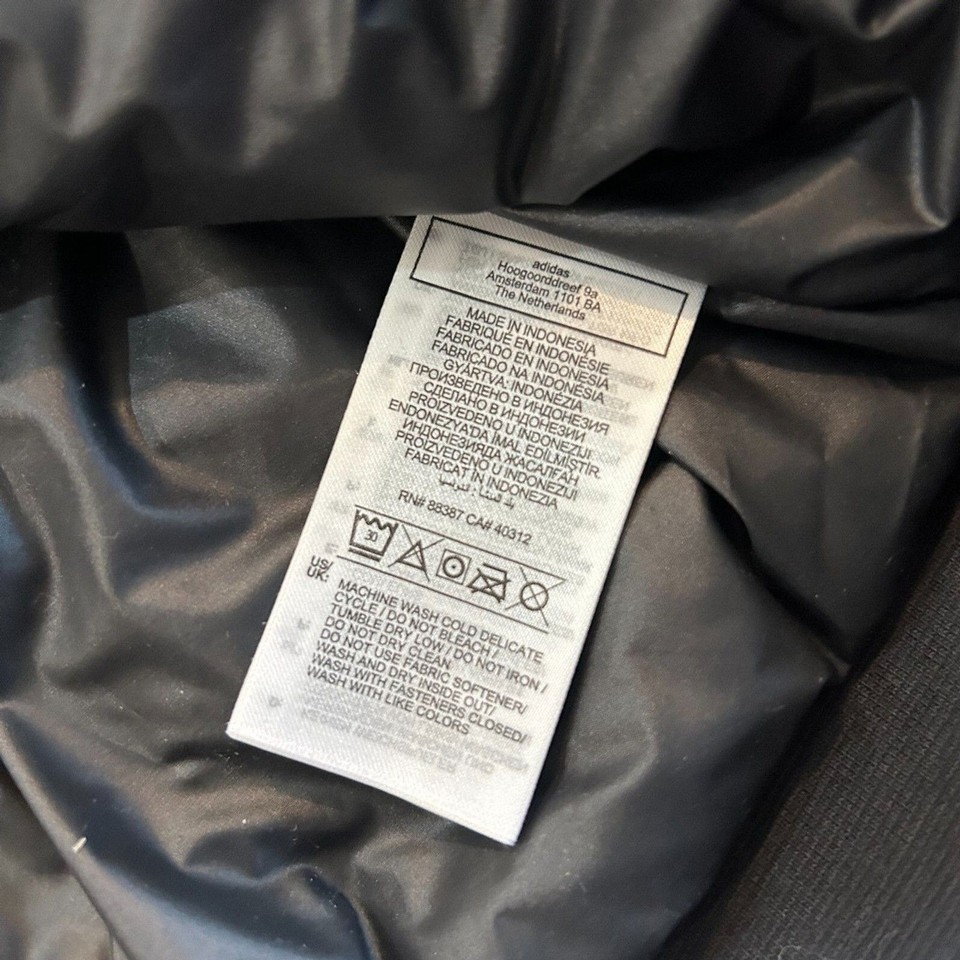 adidas
Hoogoorddreef 9a
Amsterdam 1101 BA
The Netherlands
MADE IN INDONESIA
FABRIQUÉ EN INDONÉSIE
FABRICADO EN INDONESIA
FABRICADO NA INDONESIA
GYÁRTVA: INDONÉZIA
ПРОИЗВЕДЕНО В ИНДОНЕЗИЯ
СДЕЛАНО В ИНДОНЕЗИИ
PROIZVEDENO U INDONEZIJI
ENDONEZYA'DA İMAL EDİLMİŞTİR.
ИНДОНЕЗИЯДА ЖАСАЛҒАН
PROIZVEDENO U INDONEZIJI
FABRICAT ÎN INDONEZIA
RN# 88387 CA# 40312
30
US/
UK:
MACHINE WASH COLD DELICATE
CYCLE / DO NOT BLEACH /
TUMBLE DRY LOW / DO NOT IRON /
DO NOT DRY CLEAN
DO NOT USE FABRIC SOFTENER/
WASH AND DRY INSIDE OUT/
WASH WITH FASTENERS CLOSED/
WASH WITH LIKE COLORS